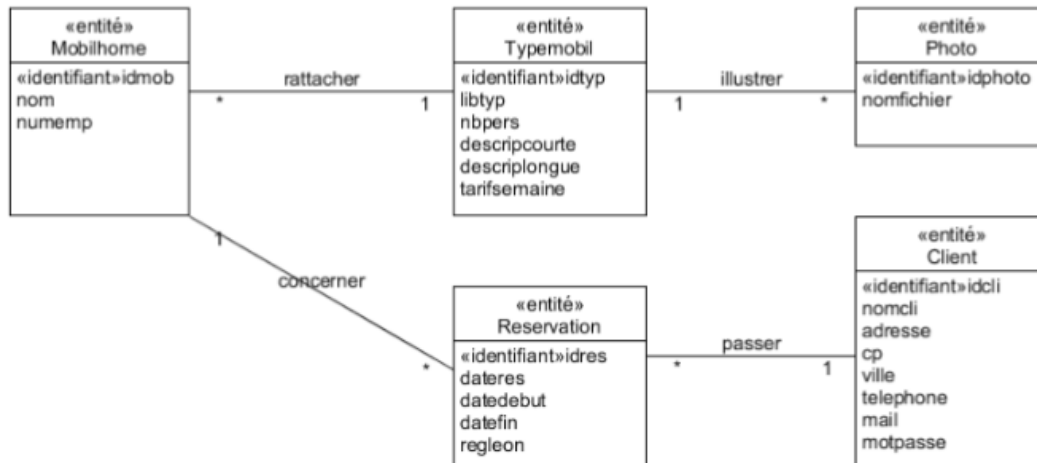 «entité»
Mobilhome
«identifiant»idmob
nom
numemp
rattacher
*
1
«entité»
Typemobil
«identifiant»idtyp
libtyp
nbpers
descripcourte
descriplongue
tarifsemaine
illustrer
1
*
«entité»
Photo
«identifiant»idphoto
nomfichier
1
concerner
*
«entité»
Reservation
«identifiant»idres
dateres
datedebut
datefin
regleon
passer
*
1
«entité»
Client
«identifiant»idcli
nomcli
adresse
cp
ville
telephone
mail
motpasse